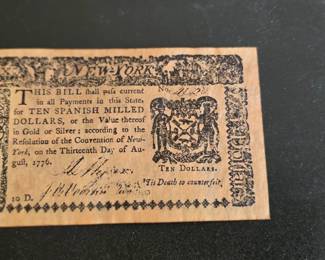 NEW-YORK
No.
THIS BILL shall pass current
in all Payments in this State,
for TEN SPANISH MILLED
DOLLARS, or the Value thereof
in Gold or Silver; according to the
Resolution of the Convention of New-
York, on the Thirteenth Day of Au-
gust, 1776.
TEN DOLLARS.
'Tis Death to counterfeit.
10 D.